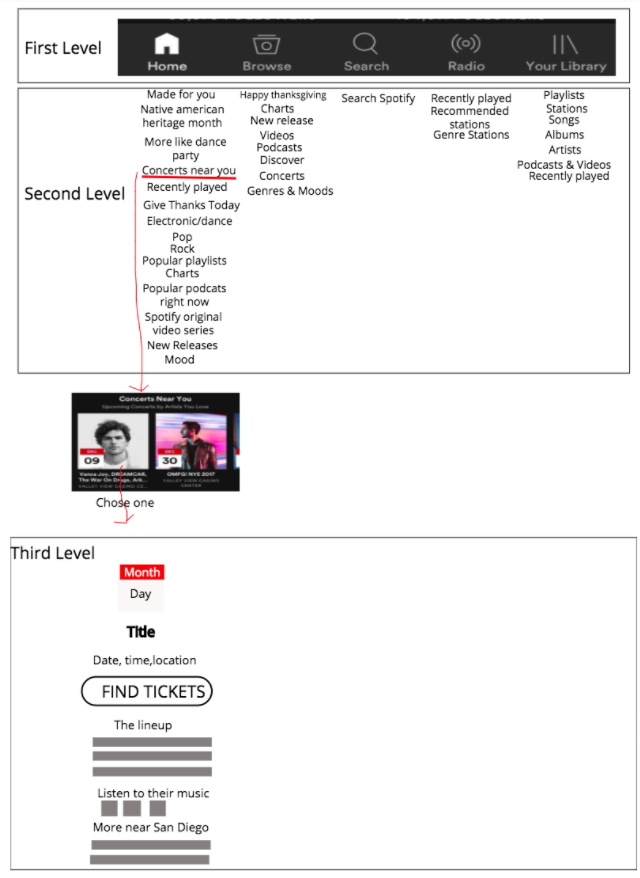 First Level
Home
Browse
Search
Radio
Your Library
Second Level
Made for you
Native american
heritage month
More like dance
party
Concerts near you
Recently played
Give Thanks Today
Electronic/dance
Pop
Rock
Popular playlists
Charts
Popular podcats
right now
Spotify original
video series
New Releases
Mood
Happy thanksgiving
Charts
New release
Videos
Podcasts
Discover
Concerts
Genres & Moods
Search Spotify
Recently played
Recommended
stations
Genre Stations
Playlists
Stations
Songs
Albums
Artists
Podcasts & Videos
Recently played
Concerts Near You
Upcoming Concerts by Artists You Love
DEC
09
Vance Joy, DREAMCAR,
The War On Drugs, Ark...
VALLEY VIEW CASINO CE...
DEC
30
OMFG! NYE 2017
VALLEY VIEW CASINO
CENTER
Chose one
Third Level
Month
Day
Title
Date, time,location
FIND TICKETS
The lineup
Listen to their music
More near San Diego